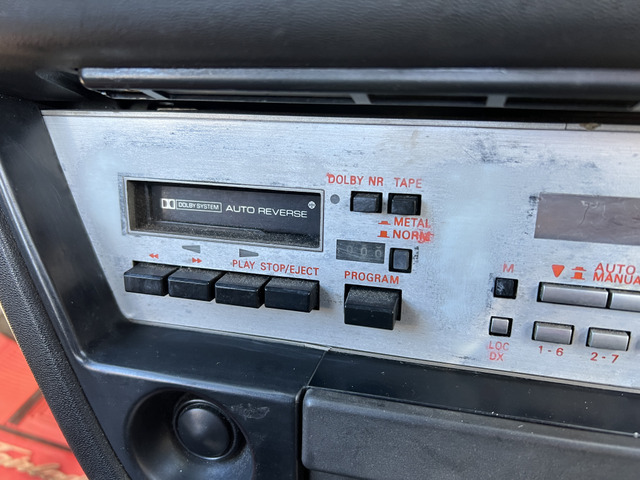 DOLBY NR TAPE
DOLBY SYSTEM AUTO REVERSE
METAL
NORM
PLAY STOP/EJECT
PROGRAM
M
AUTO
MANUA
LOC
DX
1-6
2-7